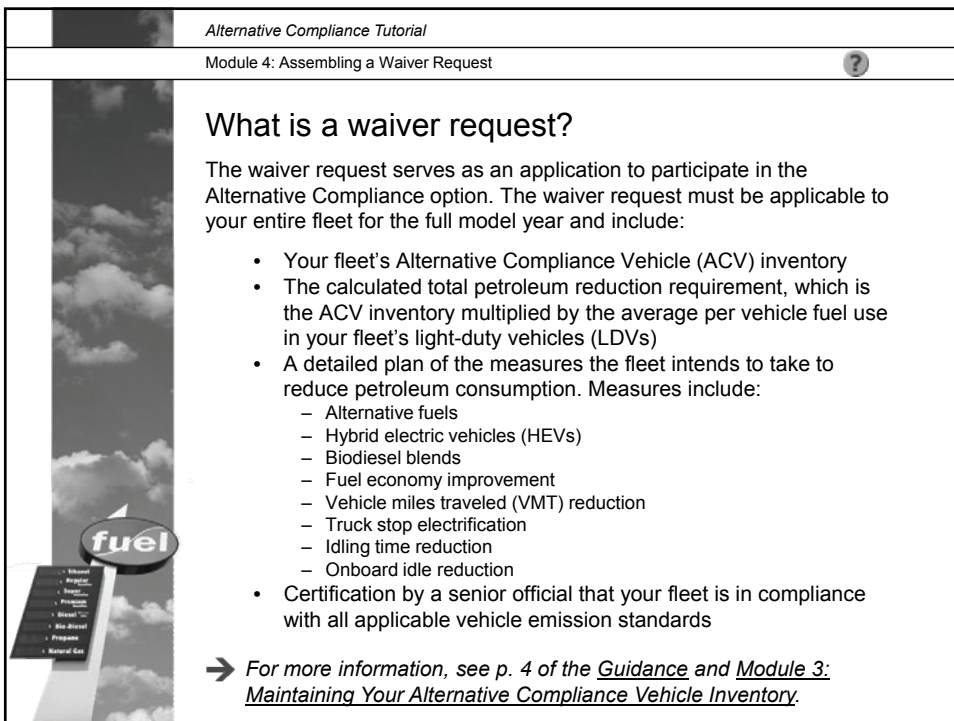 Alternative Compliance Tutorial
Module 4: Assembling a Waiver Request
?
What is a waiver request?
The waiver request serves as an application to participate in the
Alternative Compliance option. The waiver request must be applicable to
your entire fleet for the full model year and include:
• Your fleet's Alternative Compliance Vehicle (ACV) inventory
• The calculated total petroleum reduction requirement, which is
the ACV inventory multiplied by the average per vehicle fuel use
in your fleet's light-duty vehicles (LDVs)
• A detailed plan of the measures the fleet intends to take to
reduce petroleum consumption. Measures include:
– Alternative fuels
– Hybrid electric vehicles (HEVs)
– Biodiesel blends
– Fuel economy improvement
– Vehicle miles traveled (VMT) reduction
– Truck stop electrification
– Idling time reduction
– Onboard idle reduction
• Certification by a senior official that your fleet is in compliance
with all applicable vehicle emission standards
For more information, see p. 4 of the Guidance and Module 3:
Maintaining Your Alternative Compliance Vehicle Inventory.
fuel
Ethanol
Regular
Super
Premium
Diesel
Bio-Diesel
Propane
Natural Gas